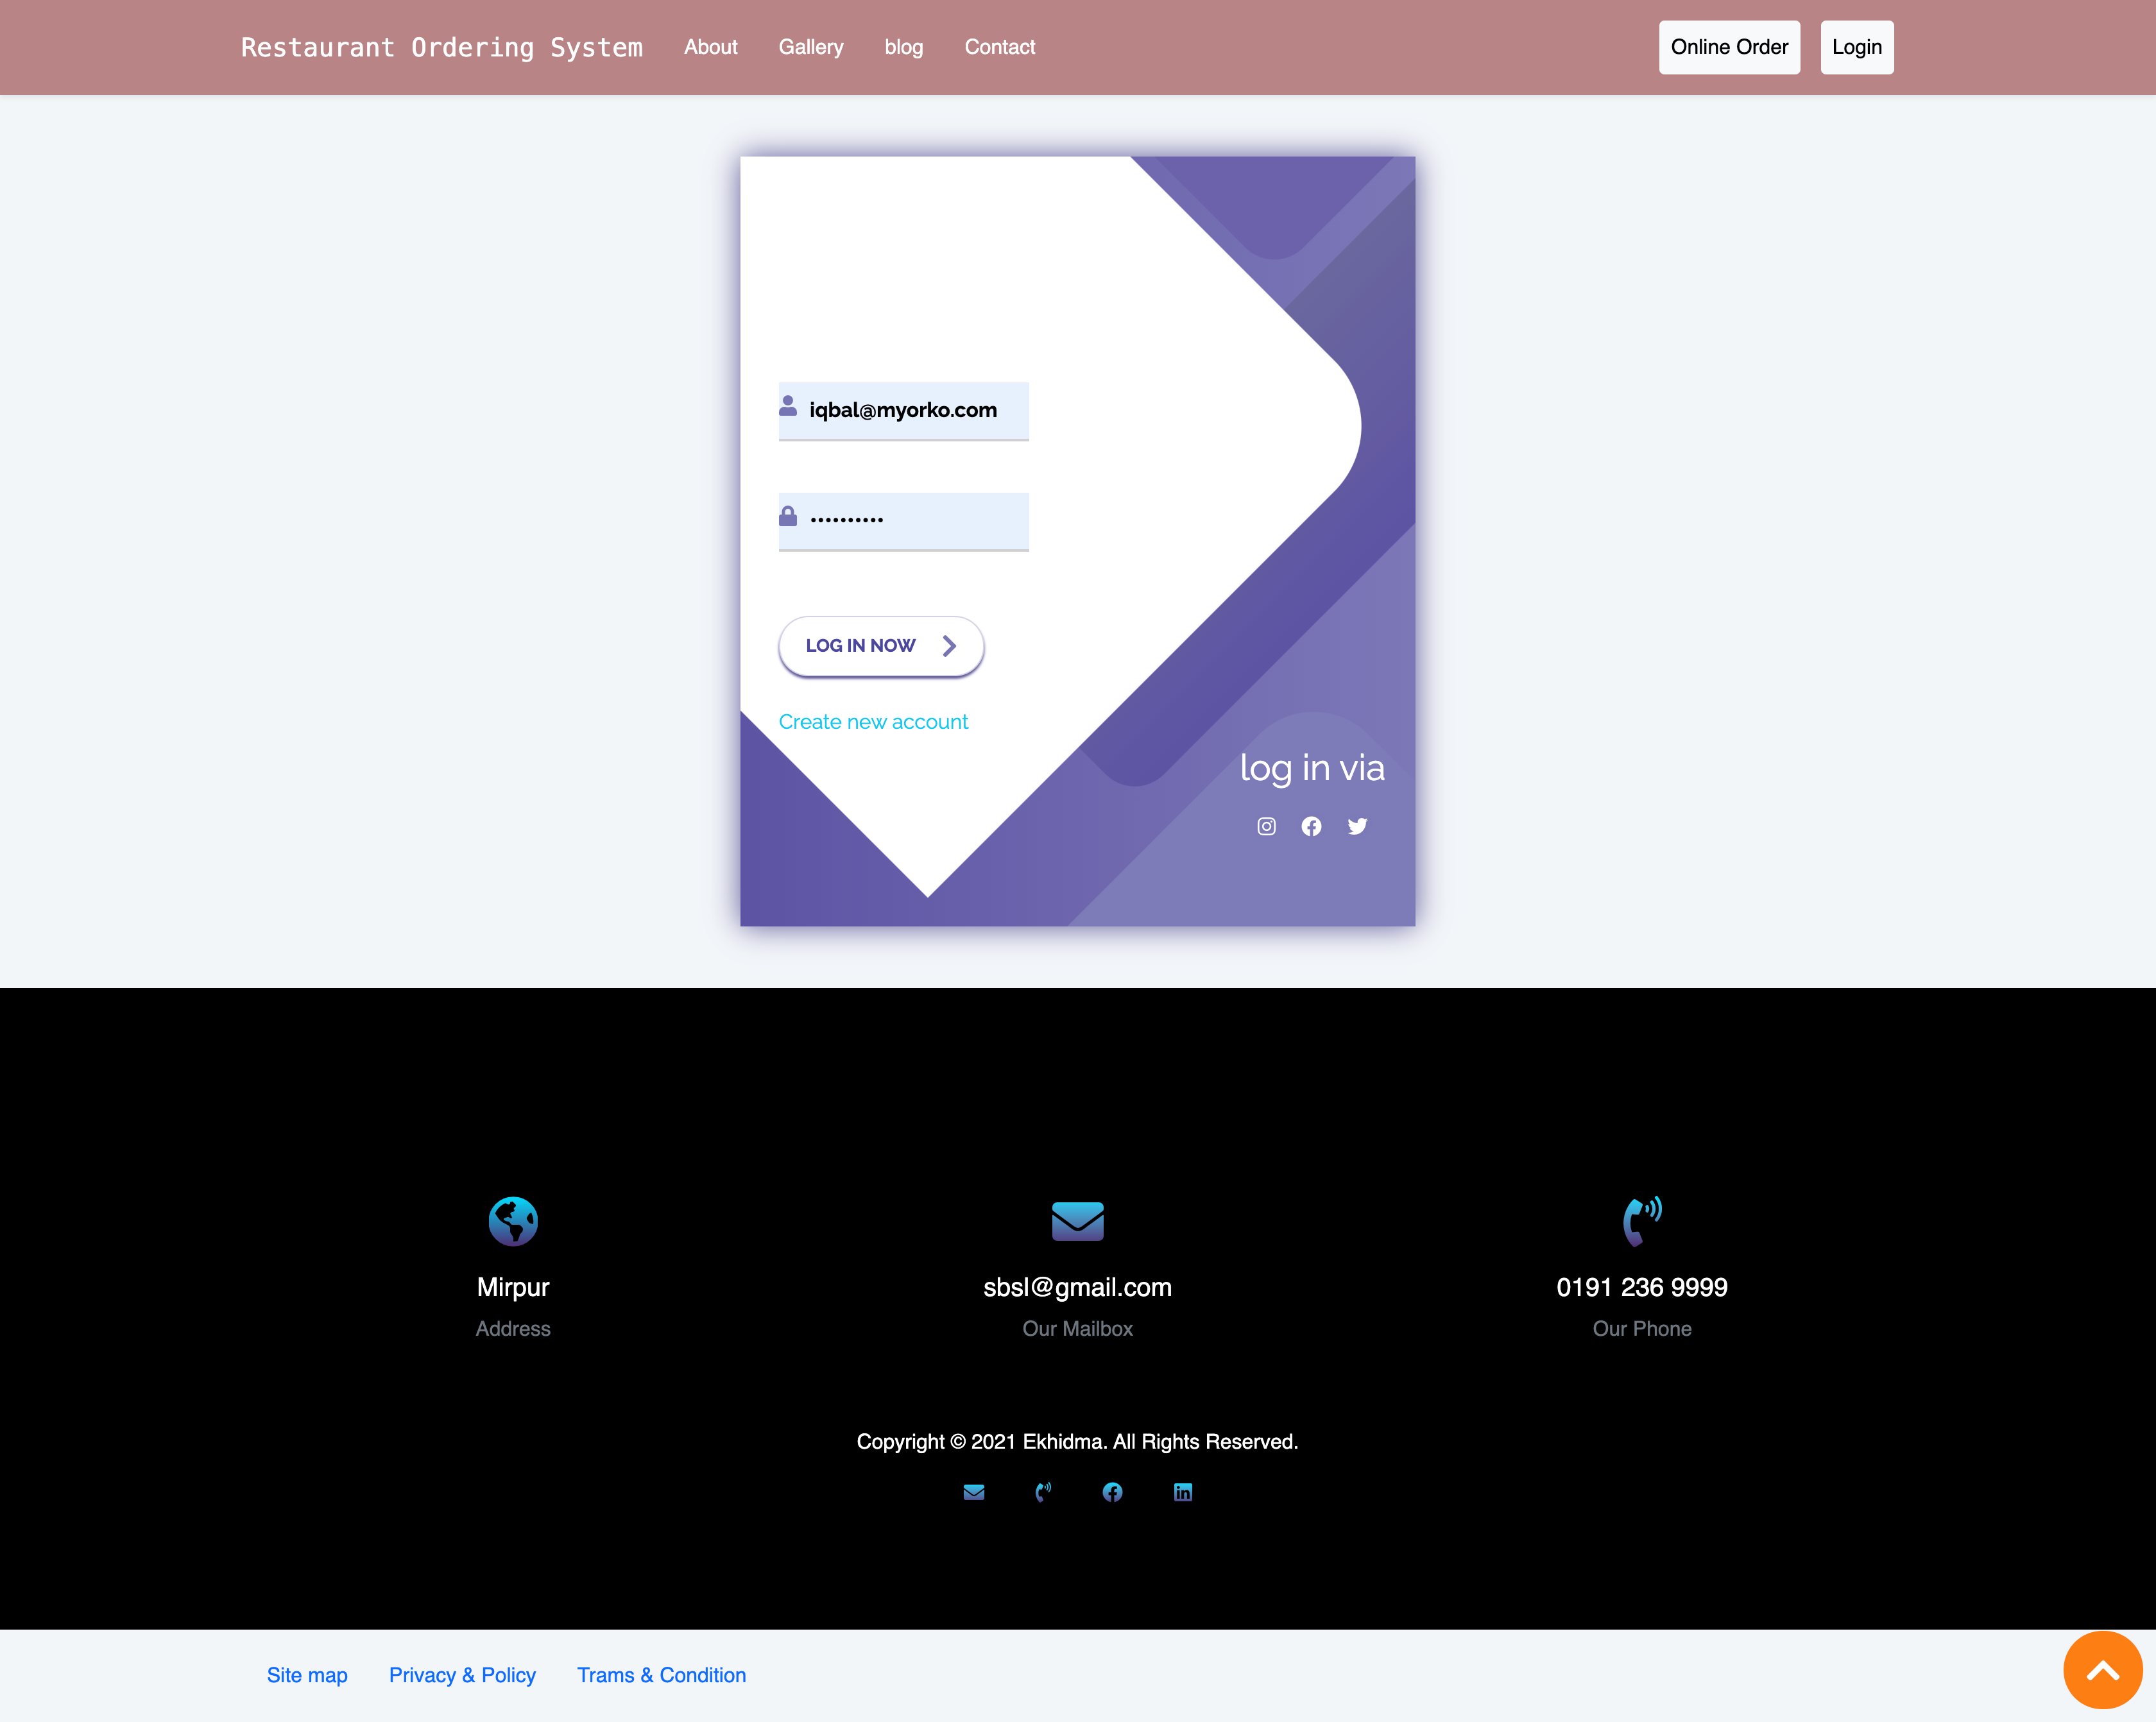 Restaurant Ordering System About Gallery blog Contact Online Order Login
iqbal@myorko.com
••••••••••
LOG IN NOW
Create new account
log in via
Mirpur
Address
sbsl@gmail.com
Our Mailbox
0191 236 9999
Our Phone
Copyright © 2021 Ekhidma. All Rights Reserved.
Site map Privacy & Policy Trams & Condition